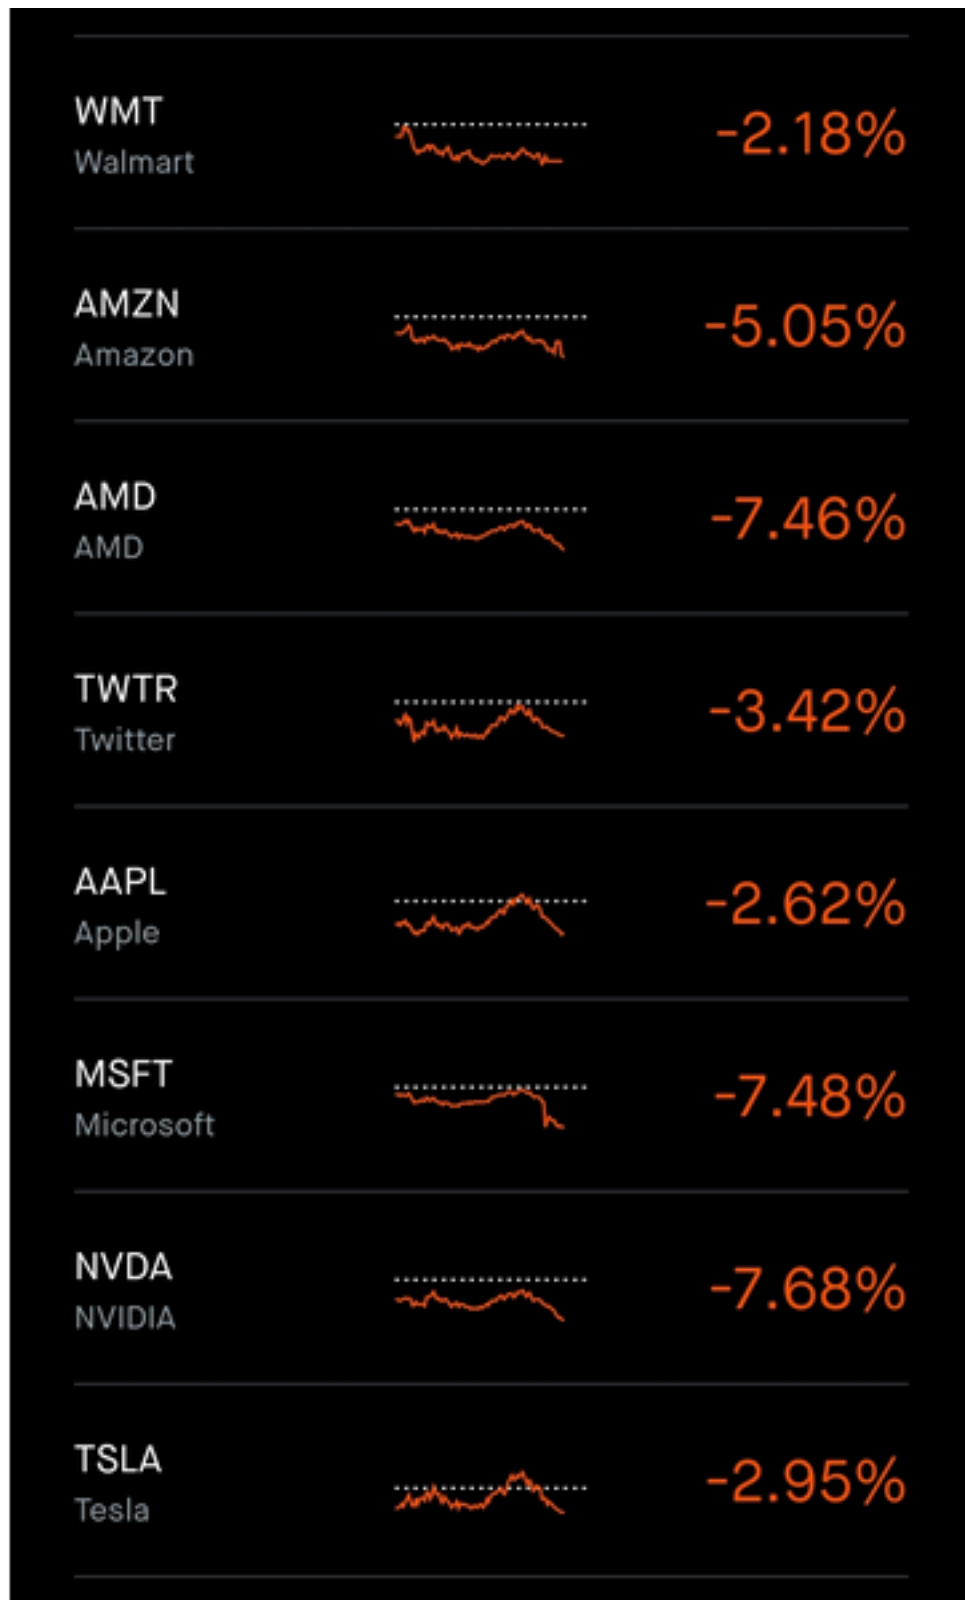 WMT
Walmart
-2.18%
AMZN
Amazon
-5.05%
AMD
AMD
-7.46%
TWTR
Twitter
-3.42%
AAPL
Apple
-2.62%
MSFT
Microsoft
-7.48%
NVDA
NVIDIA
-7.68%
TSLA
Tesla
-2.95%